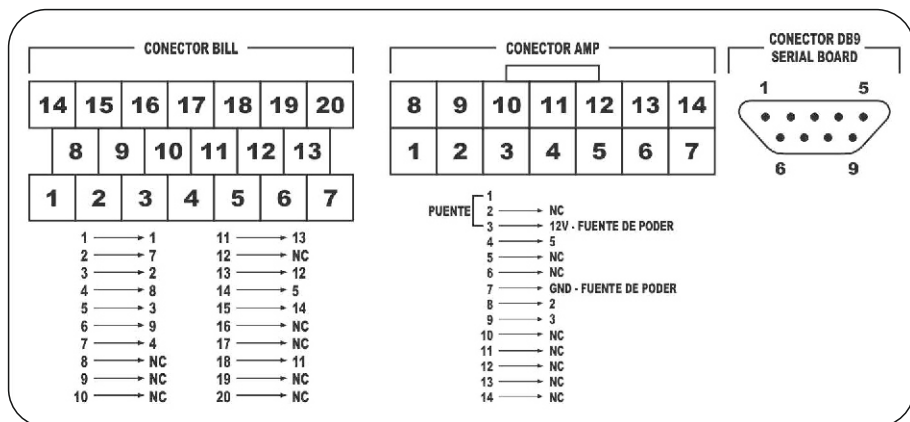 CONECTOR BILL
14 15 16 17 18 19 20
8 9 10 11 12 13
1 2 3 4 5 6 7
1 → 1
2 → 7
3 → 2
4 → 8
5 → 3
6 → 9
7 → 4
8 → NC
9 → NC
10 → NC
11 → 13
12 → NC
13 → 12
14 → 5
15 → 14
16 → NC
17 → NC
18 → 11
19 → NC
20 → NC
CONECTOR AMP
8 9 10 11 12 13 14
1 2 3 4 5 6 7
PUENTE
1
2 → NC
3 → 12V - FUENTE DE PODER
4 → 5
5 → NC
6 → NC
7 → GND - FUENTE DE PODER
8 → 2
9 → 3
10 → NC
11 → NC
12 → NC
13 → NC
14 → NC
CONECTOR DB9
SERIAL BOARD
1 5
6 9